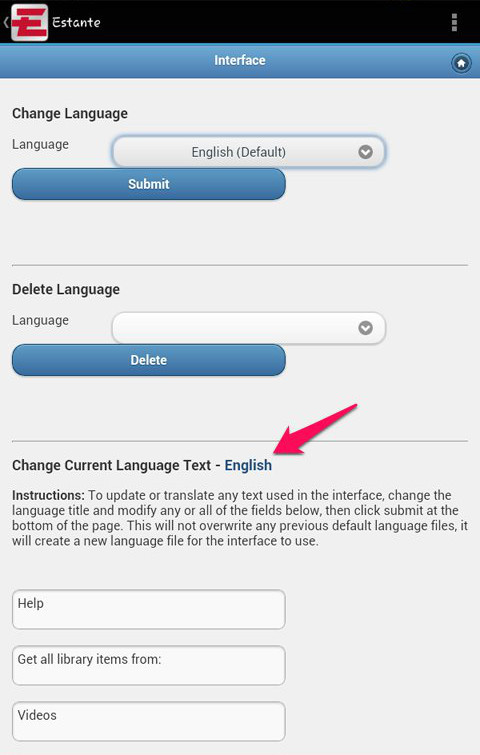 Estante
Interface
Change Language
Language
English (Default)
Submit
Delete Language
Language
Delete
Change Current Language Text - English
Instructions: To update or translate any text used in the interface, change the
language title and modify any or all of the fields below, then click submit at the
bottom of the page. This will not overwrite any previous default language files, it
will create a new language file for the interface to use.
Help
Get all library items from:
Videos